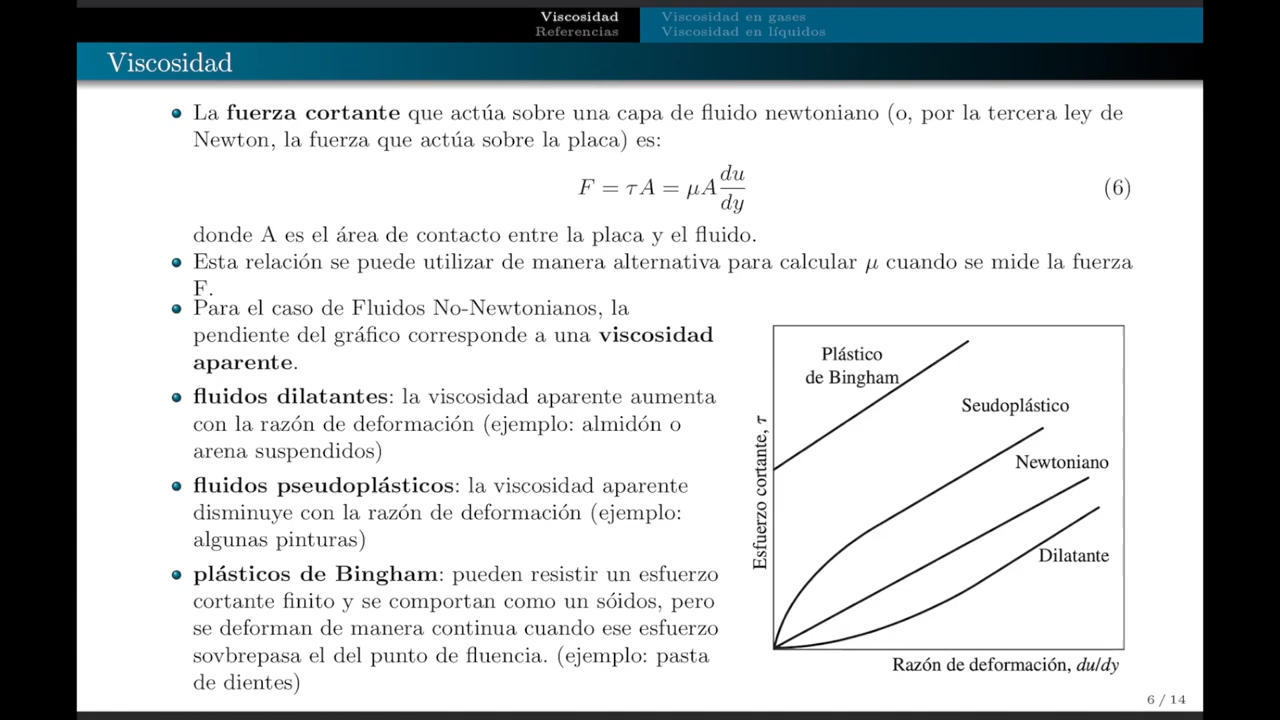 Viscosidad
Referencias
Viscosidad en gases
Viscosidad en líquidos
Viscosidad
La fuerza cortante que actúa sobre una capa de fluido newtoniano (o, por la tercera ley de
Newton, la fuerza que actúa sobre la placa) es:
F = τA = μA du/dy (6)
donde A es el área de contacto entre la placa y el fluido.
Esta relación se puede utilizar de manera alternativa para calcular μ cuando se mide la fuerza
F.
Para el caso de Fluidos No-Newtonianos, la
pendiente del gráfico corresponde a una viscosidad
aparente.
fluidos dilatantes: la viscosidad aparente aumenta
con la razón de deformación (ejemplo: almidón o
arena suspendidos)
fluidos pseudoplásticos: la viscosidad aparente
disminuye con la razón de deformación (ejemplo:
algunas pinturas)
plásticos de Bingham: pueden resistir un esfuerzo
cortante finito y se comportan como un sóidos, pero
se deforman de manera continua cuando ese esfuerzo
sovbrepasa el del punto de fluencia. (ejemplo: pasta
de dientes)
Plástico
de Bingham
Seudoplástico
Newtoniano
Dilatante
Esfuerzo cortante, τ
Razón de deformación, du/dy
6 / 14